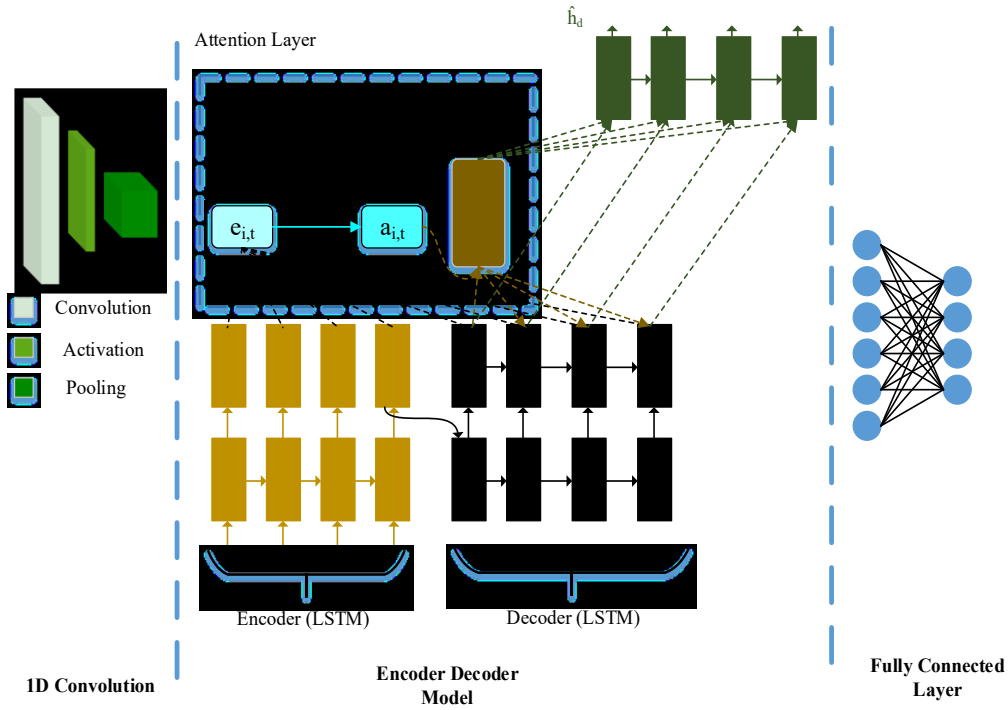 Attention Layer
ĥd
ei,t
ai,t
Convolution
Activation
Pooling
Encoder (LSTM)
Decoder (LSTM)
1D Convolution
Encoder Decoder
Model
Fully Connected
Layer